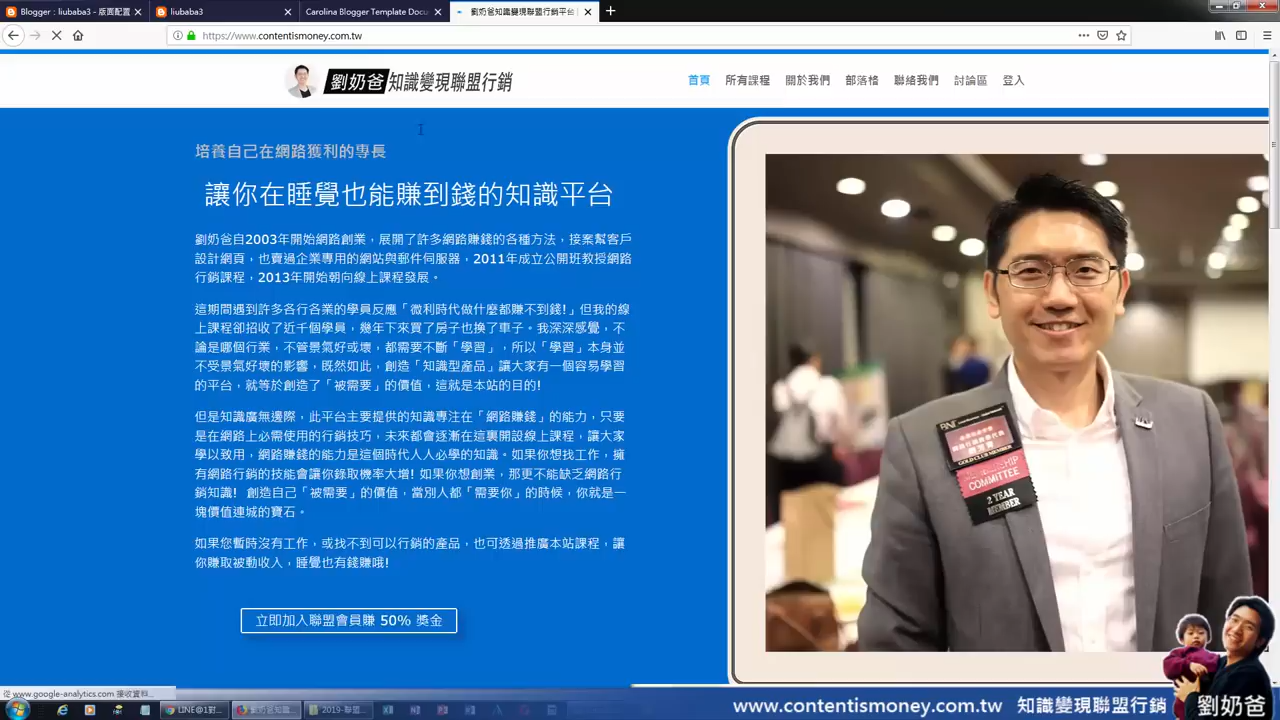 Blogger : liubaba7 - 版面配置
liubaba3
Carolina Blogger Template Docu
劉奶爸知識變現聯盟行銷平台
https://www.contentismoney.com.tw
劉奶爸知識變現聯盟行銷
首頁 所有課程 關於我們 部落格 聯絡我們 討論區 登入
培養自己在網路獲利的專長
讓你在睡覺也能賺到錢的知識平台
劉奶爸自2003年開始網路創業，展開了許多網路賺錢的各種方法，接案幫客戶
設計網頁，也賣過企業專用的網站與郵件伺服器，2011年成立公開班教授網路
行銷課程，2013年開始朝向線上課程發展。
這期間遇到許多各行各業的學員反應「微利時代做什麼都賺不到錢!」但我的線
上課程卻招收了近千個學員，幾年下來買了房子也換了車子。我深深感覺，不
論是哪個行業，不管景氣好或壞，都需要不斷「學習」，所以「學習」本身並
不受景氣好壞的影響，既然如此，創造「知識型產品」讓大家有一個容易學習
的平台，就等於創造了「被需要」的價值，這就是本站的目的!
但是知識廣無邊際，此平台主要提供的知識專注在「網路賺錢」的能力，只要
是在網路上必需使用的行銷技巧，未來都會逐漸在這裏開設線上課程，讓大家
學以致用，網路賺錢的能力是這個時代人人必學的知識。如果你想找工作，擁
有網路行銷的技能會讓你錄取機率大增! 如果你想創業，那更不能缺乏網路行
銷知識! 創造自己「被需要」的價值，當別人都「需要你」的時候，你就是一
塊價值連城的寶石。
如果您暫時沒有工作，或找不到可以行銷的產品，也可透過推廣本站課程，讓
你賺取被動收入，睡覺也有錢賺哦!
立即加入聯盟會員賺 50% 獎金
BNI
GOLD CLUB MEMBER
COMMITTEE
2 YEAR
MEMBER
從 www.google-analytics.com 接收資料...
LINE@1對...
劉奶爸知識...
2019-聯盟...
www.contentismoney.com.tw 知識變現聯盟行銷 劉奶爸